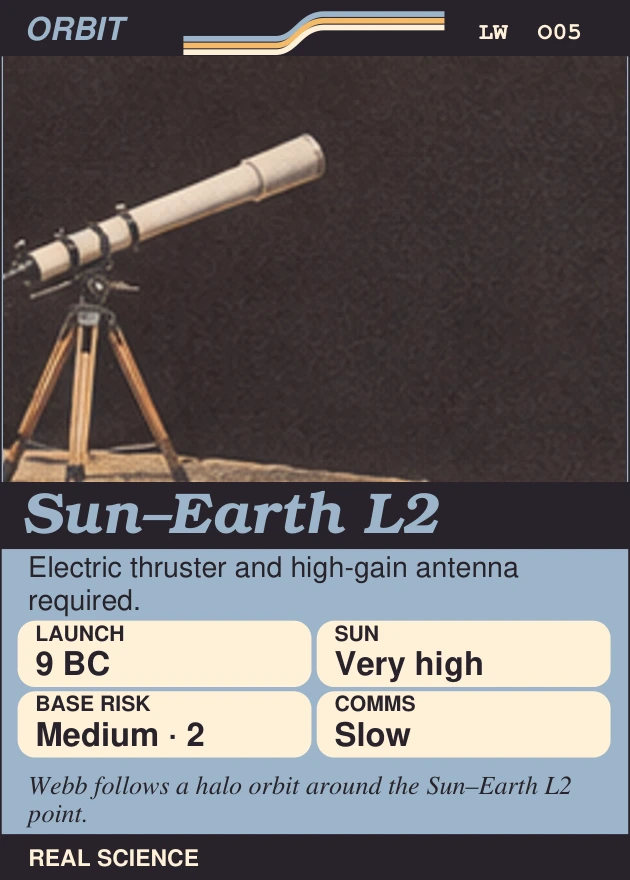 ORBIT
LW O05
Sun–Earth L2
Electric thruster and high-gain antenna
required.
LAUNCH
9 BC
SUN
Very high
BASE RISK
Medium · 2
COMMS
Slow
Webb follows a halo orbit around the Sun–Earth L2
point.
REAL SCIENCE